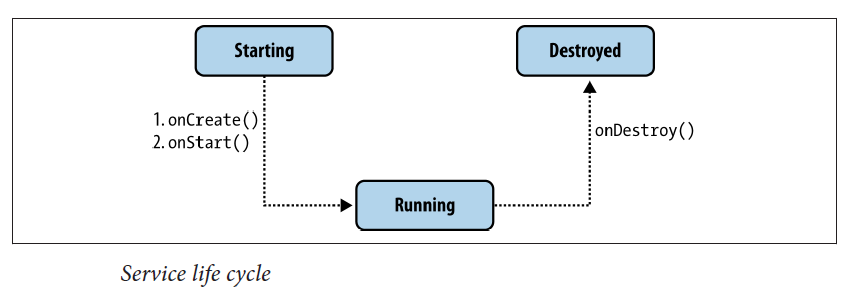 Starting
Destroyed
1. onCreate()
2. onStart()
onDestroy()
Running
Service life cycle